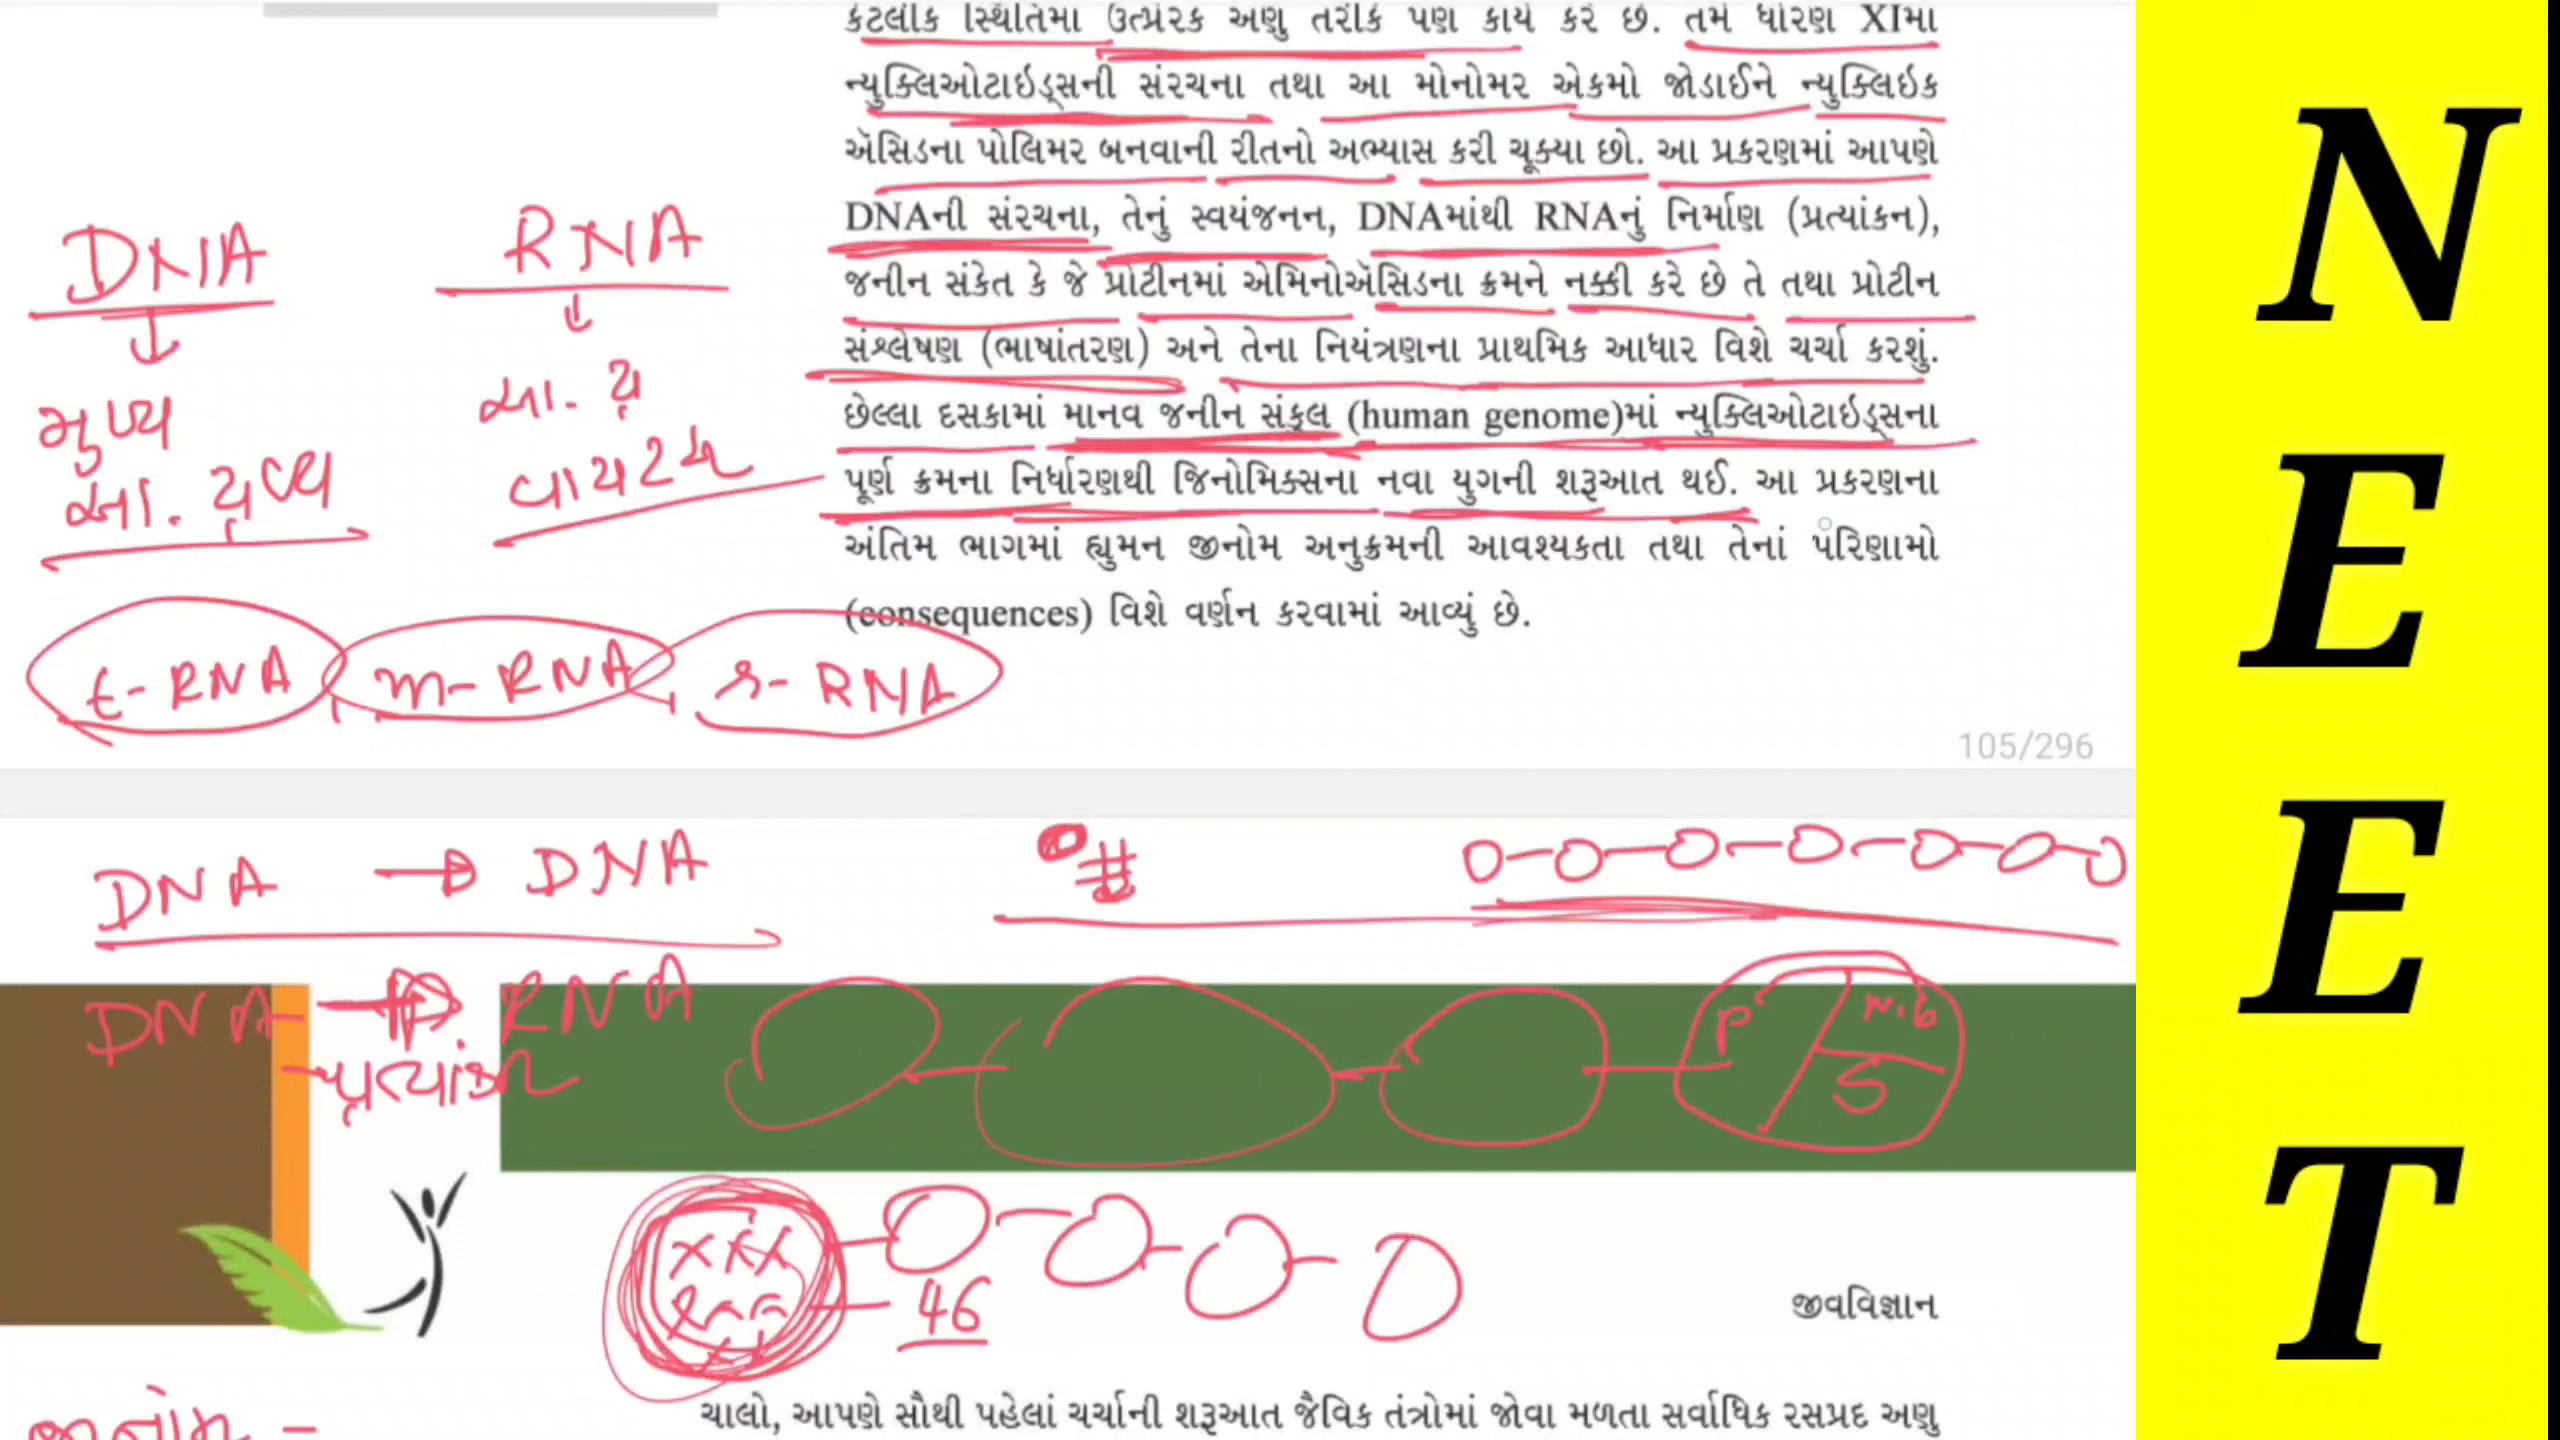 કેટલીક સ્થિતિમાં ઉત્પ્રેરક અણુ તરીકે પણ કાર્ય કરે છે. તમે ધોરણ XIમાં
ન્યુક્લિઓટાઇડ્સની સંરચના તથા આ મોનોમર એકમો જોડાઈને ન્યુક્લિઇક
ઍસિડના પોલિમર બનવાની રીતનો અભ્યાસ કરી ચૂક્યા છો. આ પ્રકરણમાં આપણે
DNAની સંરચના, તેનું સ્વયંજનન, DNAમાંથી RNAનું નિર્માણ (પ્રત્યાંકન),
જનીન સંકેત કે જે પ્રોટીનમાં એમિનોઍસિડના ક્રમને નક્કી કરે છે તે તથા પ્રોટીન
સંશ્લેષણ (ભાષાંતરણ) અને તેના નિયંત્રણના પ્રાથમિક આધાર વિશે ચર્ચા કરશું.
છેલ્લા દસકામાં માનવ જનીન સંકુલ (human genome)માં ન્યુક્લિઓટાઇડ્સના
પૂર્ણ ક્રમના નિર્ધારણથી જિનોમિક્સના નવા યુગની શરૂઆત થઈ. આ પ્રકરણના
અંતિમ ભાગમાં હ્યુમન જીનોમ અનુક્રમની આવશ્યકતા તથા તેનાં પરિણામો
(consequences) વિશે વર્ણન કરવામાં આવ્યું છે.
DNA RNA
મુખ્ય
આ. દ્રવ્ય
આ. દ્ર
વાયરસ
t-RNA m-RNA r-RNA
105/296
DNA → DNA
DNA → RNA
પ્રત્યાંકન
P N.b
S
46
જીવવિજ્ઞાન
ચાલો, આપણે સૌથી પહેલાં ચર્ચાની શરૂઆત જૈવિક તંત્રોમાં જોવા મળતા સર્વાધિક રસપ્રદ અણુ
N
E
E
T